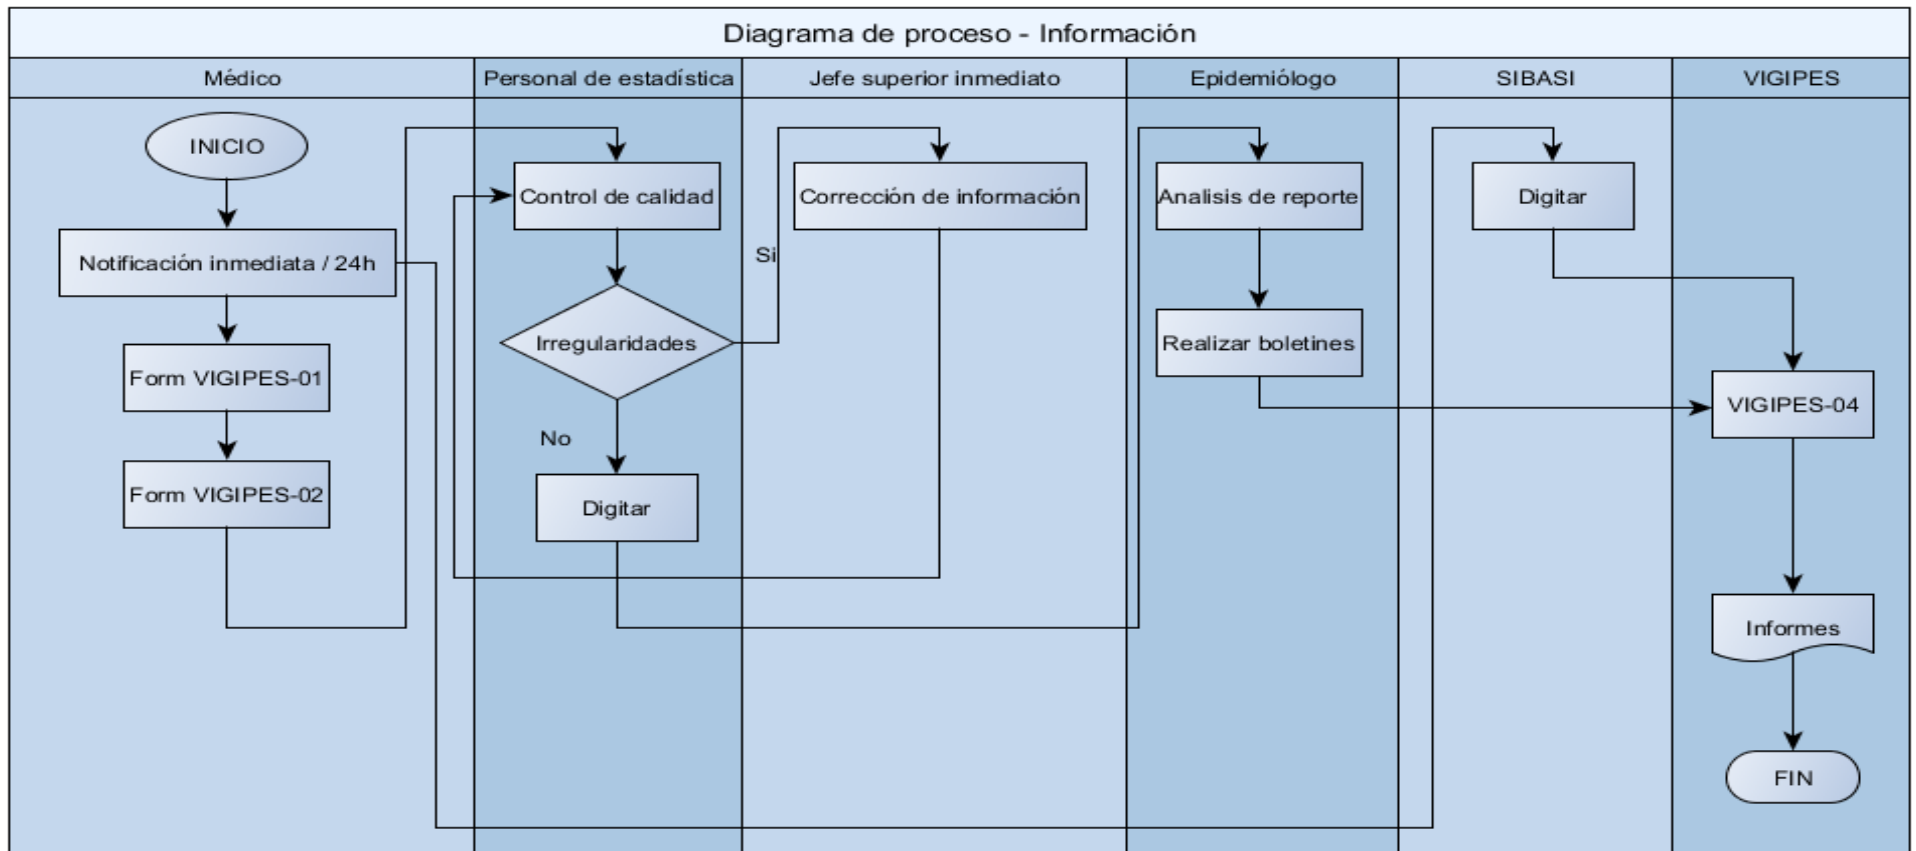 Diagrama de proceso - Información
Médico
Personal de estadística
Jefe superior inmediato
Epidemiólogo
SIBASI
VIGIPES
INICIO
Notificación inmediata / 24h
Form VIGIPES-01
Form VIGIPES-02
Control de calidad
Irregularidades
Si
No
Digitar
Corrección de información
Analisis de reporte
Realizar boletines
Digitar
VIGIPES-04
Informes
FIN